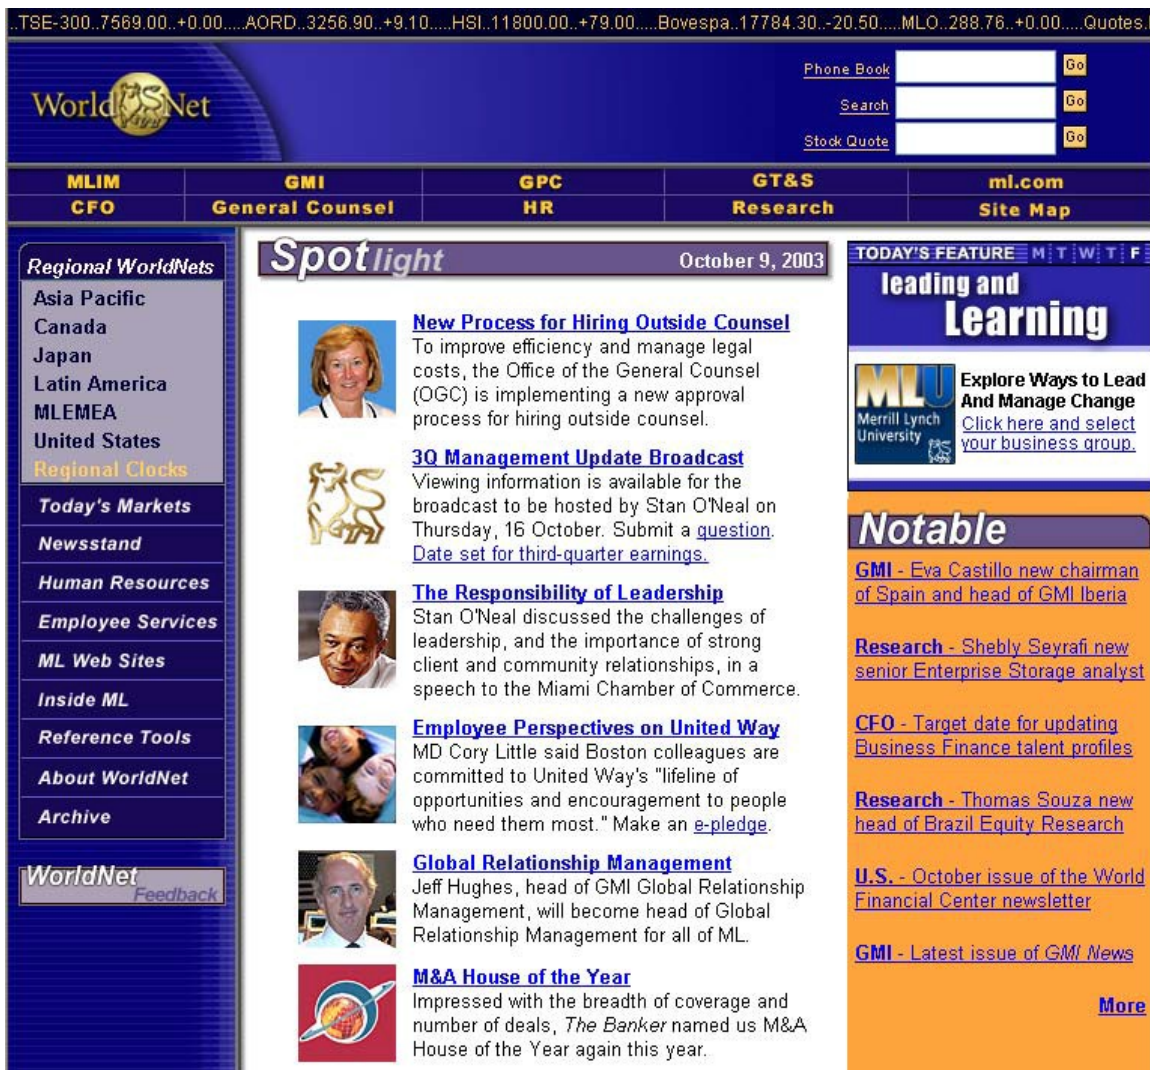 ..TSE-300..7569.00..+0.00.....AORD..3256.90..+9.10.....HSI..11800.00..+79.00.....Bovespa..17784.30..-20.50.....MLO..288.76..+0.00.....Quotes.
WorldNet
Phone Book Go
Search Go
Stock Quote Go
MLIM GMI GPC GT&S ml.com
CFO General Counsel HR Research Site Map
Regional WorldNets
Asia Pacific
Canada
Japan
Latin America
MLEMEA
United States
Regional Clocks
Today's Markets
Newsstand
Human Resources
Employee Services
ML Web Sites
Inside ML
Reference Tools
About WorldNet
Archive
WorldNet
Feedback
Spotlight October 9, 2003
New Process for Hiring Outside Counsel
To improve efficiency and manage legal
costs, the Office of the General Counsel
(OGC) is implementing a new approval
process for hiring outside counsel.
3Q Management Update Broadcast
Viewing information is available for the
broadcast to be hosted by Stan O'Neal on
Thursday, 16 October. Submit a question.
Date set for third-quarter earnings.
The Responsibility of Leadership
Stan O'Neal discussed the challenges of
leadership, and the importance of strong
client and community relationships, in a
speech to the Miami Chamber of Commerce.
Employee Perspectives on United Way
MD Cory Little said Boston colleagues are
committed to United Way's "lifeline of
opportunities and encouragement to people
who need them most." Make an e-pledge.
Global Relationship Management
Jeff Hughes, head of GMI Global Relationship
Management, will become head of Global
Relationship Management for all of ML.
M&A House of the Year
Impressed with the breadth of coverage and
number of deals, The Banker named us M&A
House of the Year again this year.
TODAY'S FEATURE M T W T F
leading and
Learning
MLU
Merrill Lynch
University
Explore Ways to Lead
And Manage Change
Click here and select
your business group.
Notable
GMI - Eva Castillo new chairman
of Spain and head of GMI Iberia
Research - Shebly Seyrafi new
senior Enterprise Storage analyst
CFO - Target date for updating
Business Finance talent profiles
Research - Thomas Souza new
head of Brazil Equity Research
U.S. - October issue of the World
Financial Center newsletter
GMI - Latest issue of GMI News
More